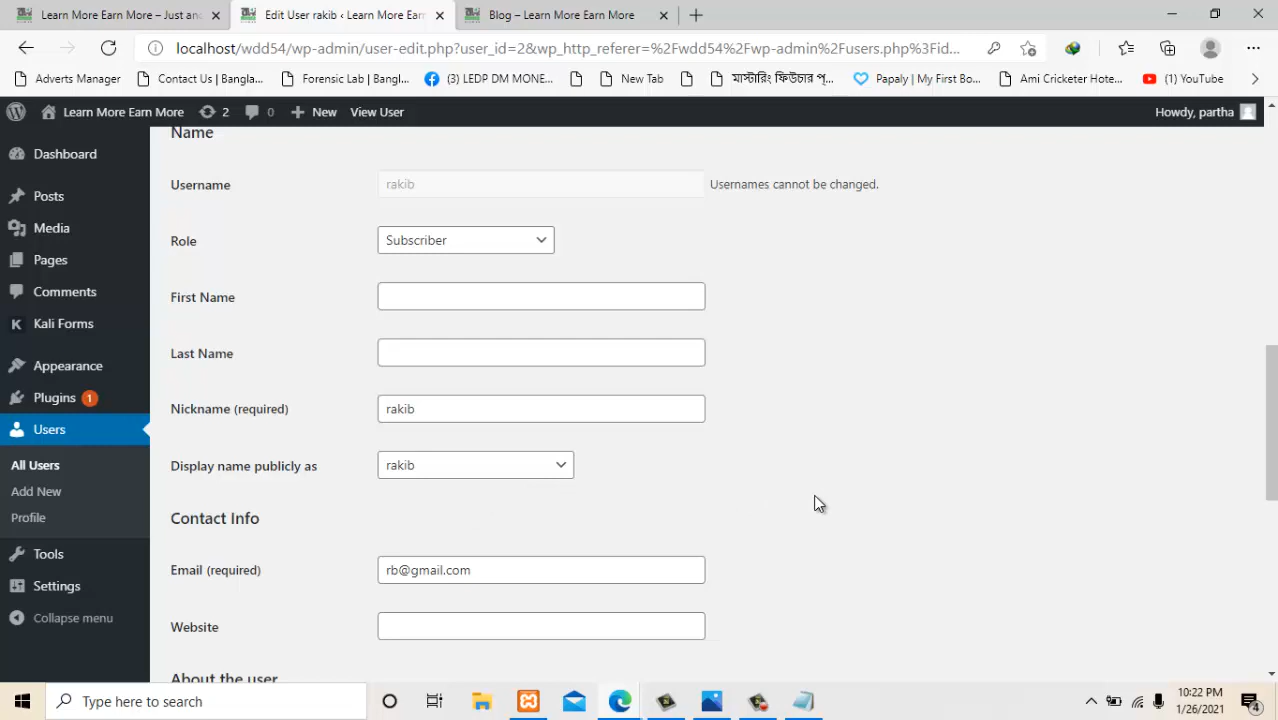 Learn More Earn More — Just an
Edit User rakib ‹ Learn More Earn
Blog – Learn More Earn More
localhost/wdd54/wp-admin/user-edit.php?user_id=2&wp_http_referer=%2Fwdd54%2Fwp-admin%2Fusers.php%3Fid...
Adverts Manager
Contact Us | Bangla...
Forensic Lab | Bangl...
(3) LEDP DM MONE...
New Tab
মাস্টারিং ফিউচার প্...
Papaly | My First Bo...
Ami Cricketer Hote...
(1) YouTube
Learn More Earn More
2
0
New
View User
Howdy, partha
Dashboard
Posts
Media
Pages
Comments
Kali Forms
Appearance
Plugins 1
Users
All Users
Add New
Profile
Tools
Settings
Collapse menu
Name
Username rakib Usernames cannot be changed.
Role Subscriber
First Name
Last Name
Nickname (required) rakib
Display name publicly as rakib
Contact Info
Email (required) rb@gmail.com
Website
About the user
Type here to search
10:22 PM
1/26/2021
4